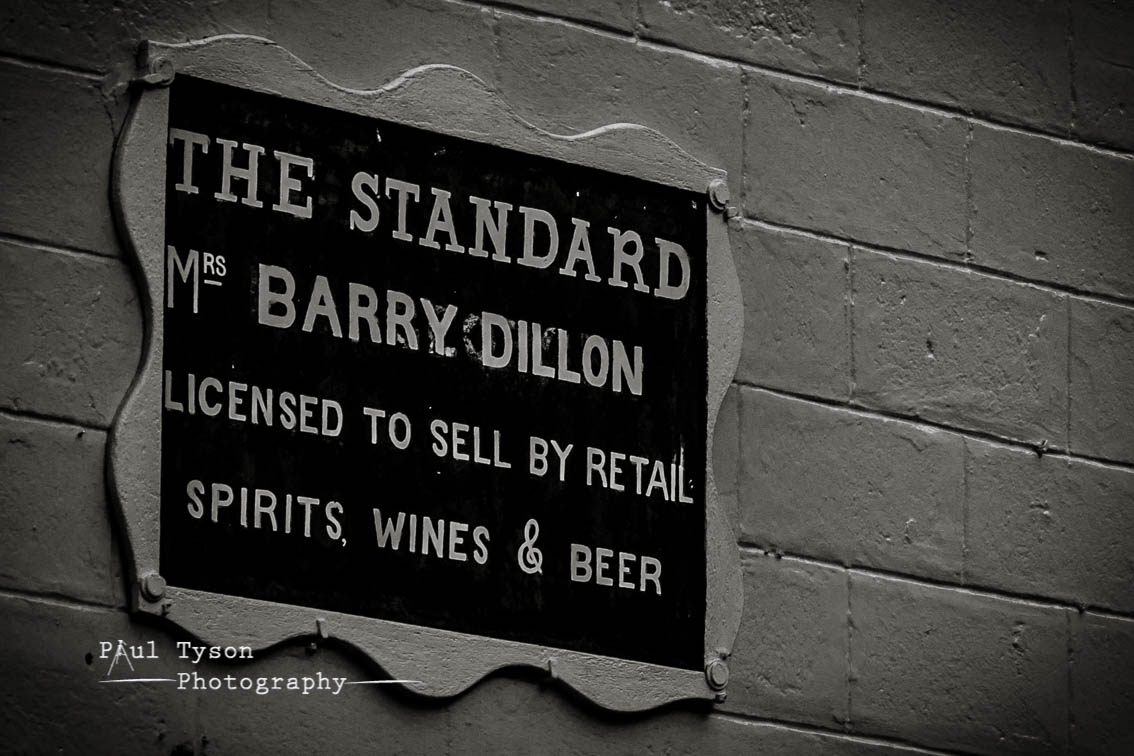 THE STANDARD
MRS BARRY DILLON
LICENSED TO SELL BY RETAIL
SPIRITS, WINES & BEER
Paul Tyson
Photography